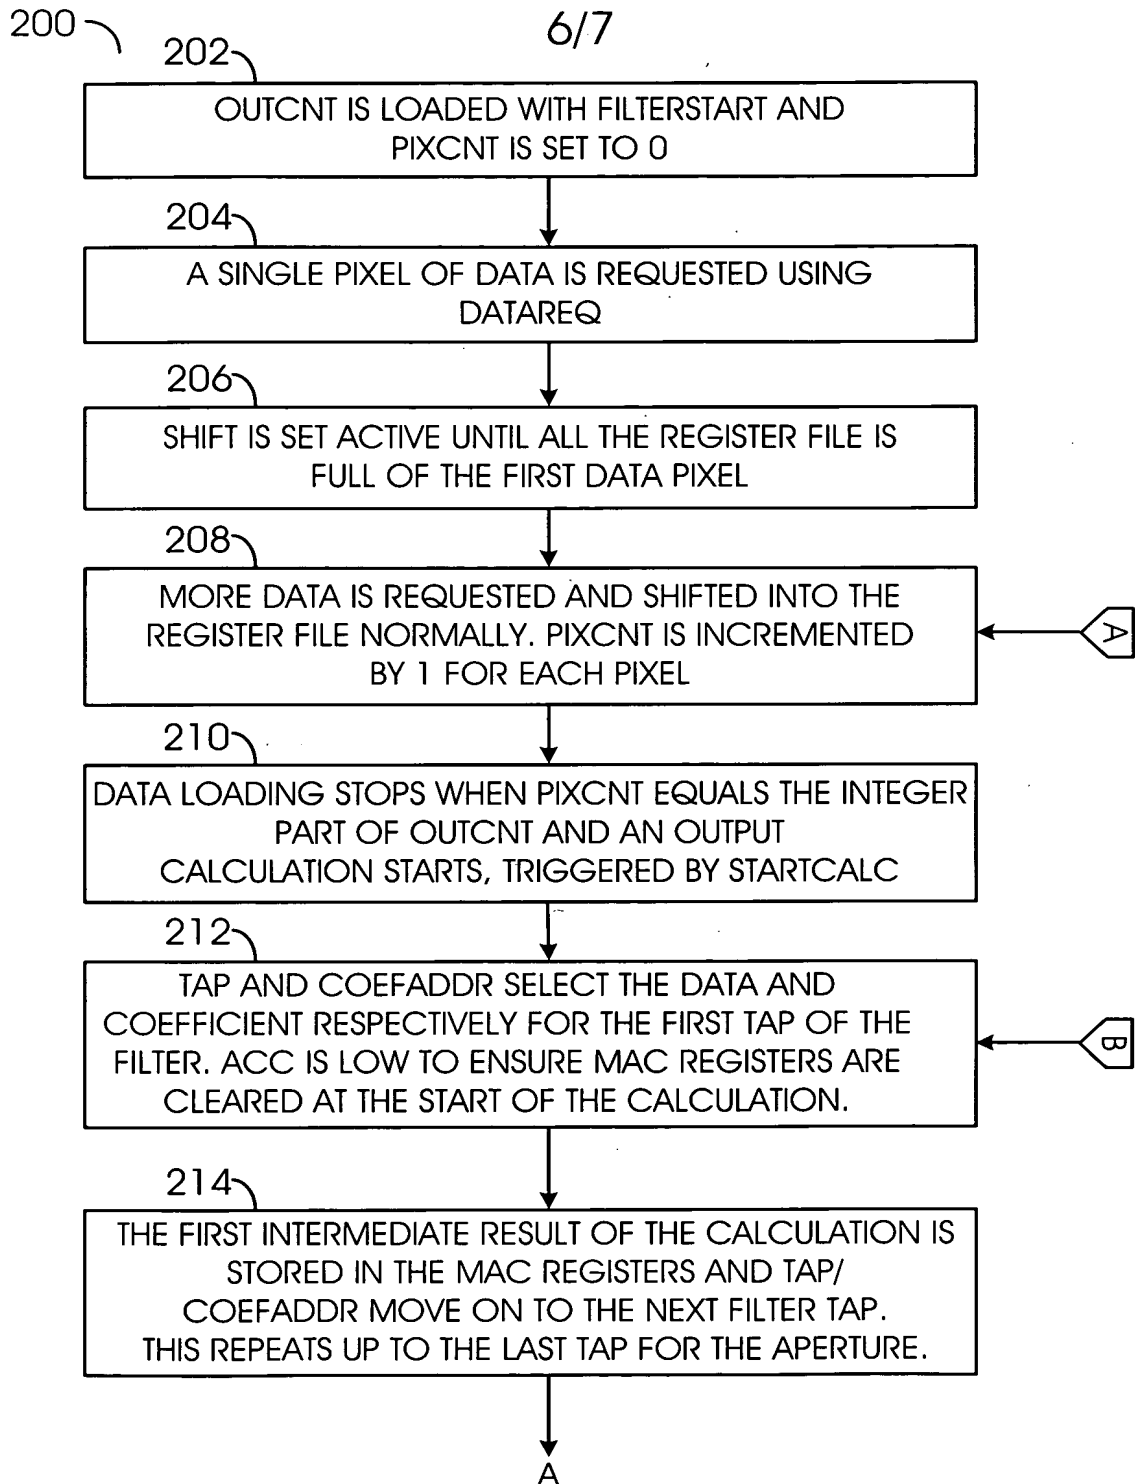 200
6/7
202
OUTCNT IS LOADED WITH FILTERSTART AND
PIXCNT IS SET TO 0
204
A SINGLE PIXEL OF DATA IS REQUESTED USING
DATAREQ
206
SHIFT IS SET ACTIVE UNTIL ALL THE REGISTER FILE IS
FULL OF THE FIRST DATA PIXEL
208
MORE DATA IS REQUESTED AND SHIFTED INTO THE
REGISTER FILE NORMALLY. PIXCNT IS INCREMENTED
BY 1 FOR EACH PIXEL
A
210
DATA LOADING STOPS WHEN PIXCNT EQUALS THE INTEGER
PART OF OUTCNT AND AN OUTPUT
CALCULATION STARTS, TRIGGERED BY STARTCALC
212
TAP AND COEFADDR SELECT THE DATA AND
COEFFICIENT RESPECTIVELY FOR THE FIRST TAP OF THE
FILTER. ACC IS LOW TO ENSURE MAC REGISTERS ARE
CLEARED AT THE START OF THE CALCULATION.
B
214
THE FIRST INTERMEDIATE RESULT OF THE CALCULATION IS
STORED IN THE MAC REGISTERS AND TAP/
COEFADDR MOVE ON TO THE NEXT FILTER TAP.
THIS REPEATS UP TO THE LAST TAP FOR THE APERTURE.
A